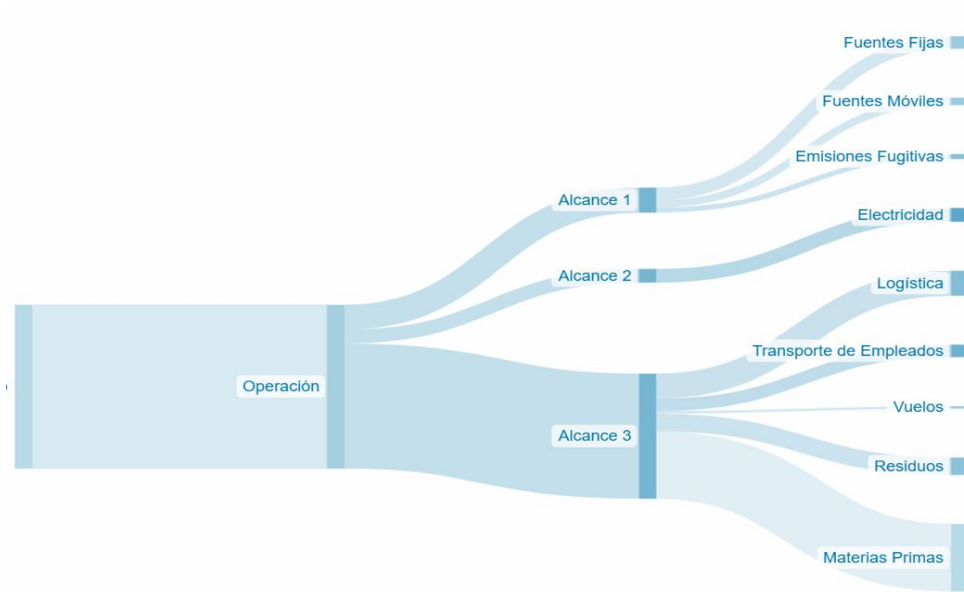 Fuentes Fijas
Fuentes Móviles
Emisiones Fugitivas
Alcance 1
Electricidad
Alcance 2
Logística
Transporte de Empleados
Operación
Vuelos
Alcance 3
Residuos
Materias Primas